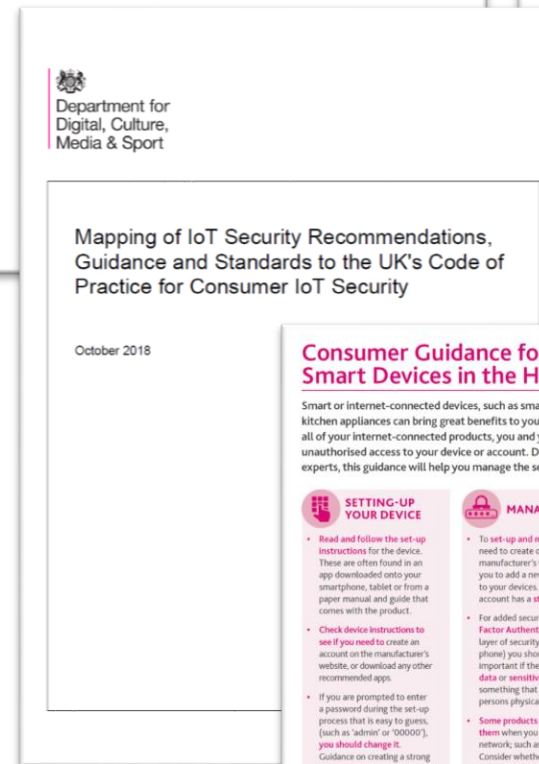 Department for
Digital, Culture,
Media & Sport
Mapping of IoT Security Recommendations,
Guidance and Standards to the UK's Code of
Practice for Consumer IoT Security
October 2018
Consumer Guidance fo
Smart Devices in the H
Smart or internet-connected devices, such as sma
kitchen appliances can bring great benefits to you
all of your internet-connected products, you and y
unauthorised access to your device or account. D
experts, this guidance will help you manage the se
SETTING-UP
YOUR DEVICE
• Read and follow the set-up
instructions for the device.
These are often found in an
app downloaded onto your
smartphone, tablet or from a
paper manual and guide that
comes with the product.
• Check device instructions to
see if you need to create an
account on the manufacturer's
website, or download any other
recommended apps.
• If you are prompted to enter
a password during the set-up
process that is easy to guess,
(such as 'admin' or '00000'),
you should change it.
Guidance on creating a strong
MANA
• To set-up and m
need to create o
manufacturer's
you to add a nev
to your devices.
account has a st
• For added secur
Factor Authent
layer of security
phone) you shou
important if the
data or sensitiv
something that
persons physica
• Some products
them when you
network; such as
Consider wheth